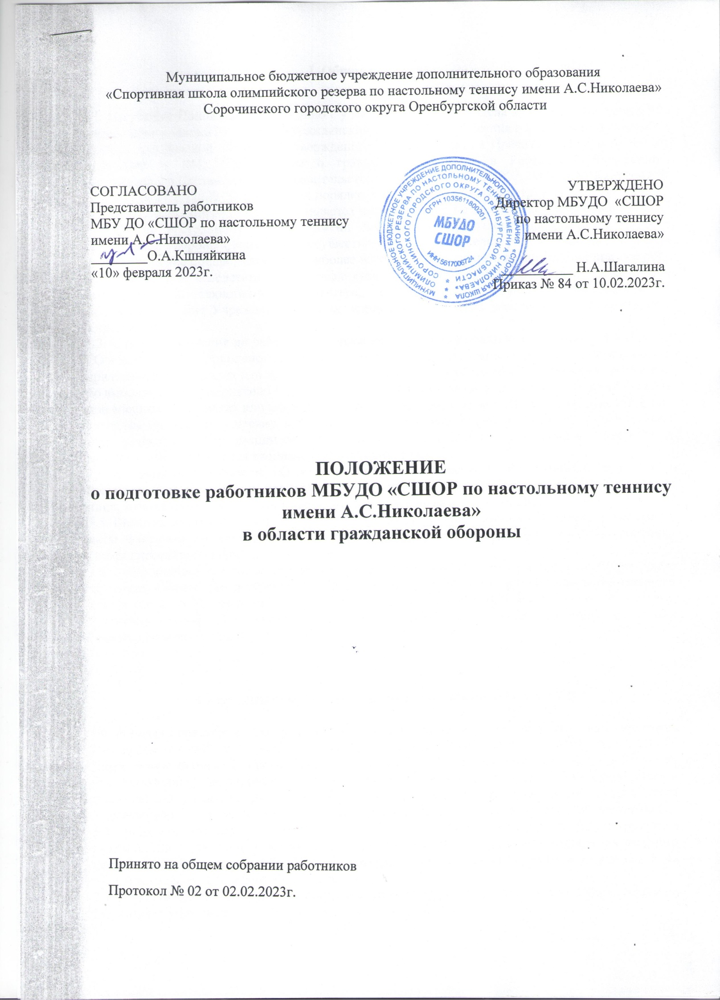 Муниципальное бюджетное учреждение дополнительного образования
«Спортивная школа олимпийского резерва по настольному теннису имени А.С.Николаева»
Сорочинского городского округа Оренбургской области
СОГЛАСОВАНО
Представитель работников
МБУ ДО «СШОР по настольному теннису
имени А.С.Николаева»
________О.А.Кшняйкина
«10» февраля 2023г.
МУНИЦИПАЛЬНОЕ БЮДЖЕТНОЕ УЧРЕЖДЕНИЕ ДОПОЛНИТЕЛЬНОГО ОБРАЗОВАНИЯ «СПОРТИВНАЯ ШКОЛА
ОЛИМПИЙСКОГО РЕЗЕРВА ПО НАСТОЛЬНОМУ ТЕННИСУ ИМЕНИ А С НИКОЛАЕВА»
СОРОЧИНСКОГО ГОРОДСКОГО ОКРУГА ОРЕНБУРГСКОЙ ОБЛАСТИ
ОГРН 1035611800201
МБУДО
СШОР
ИНН 5617006724
УТВЕРЖДЕНО
Директор МБУДО «СШОР
по настольному теннису
имени А.С.Николаева»
__________ Н.А.Шагалина
Приказ № 84 от 10.02.2023г.
ПОЛОЖЕНИЕ
о подготовке работников МБУДО «СШОР по настольному теннису
имени А.С.Николаева»
в области гражданской обороны
Принято на общем собрании работников
Протокол № 02 от 02.02.2023г.